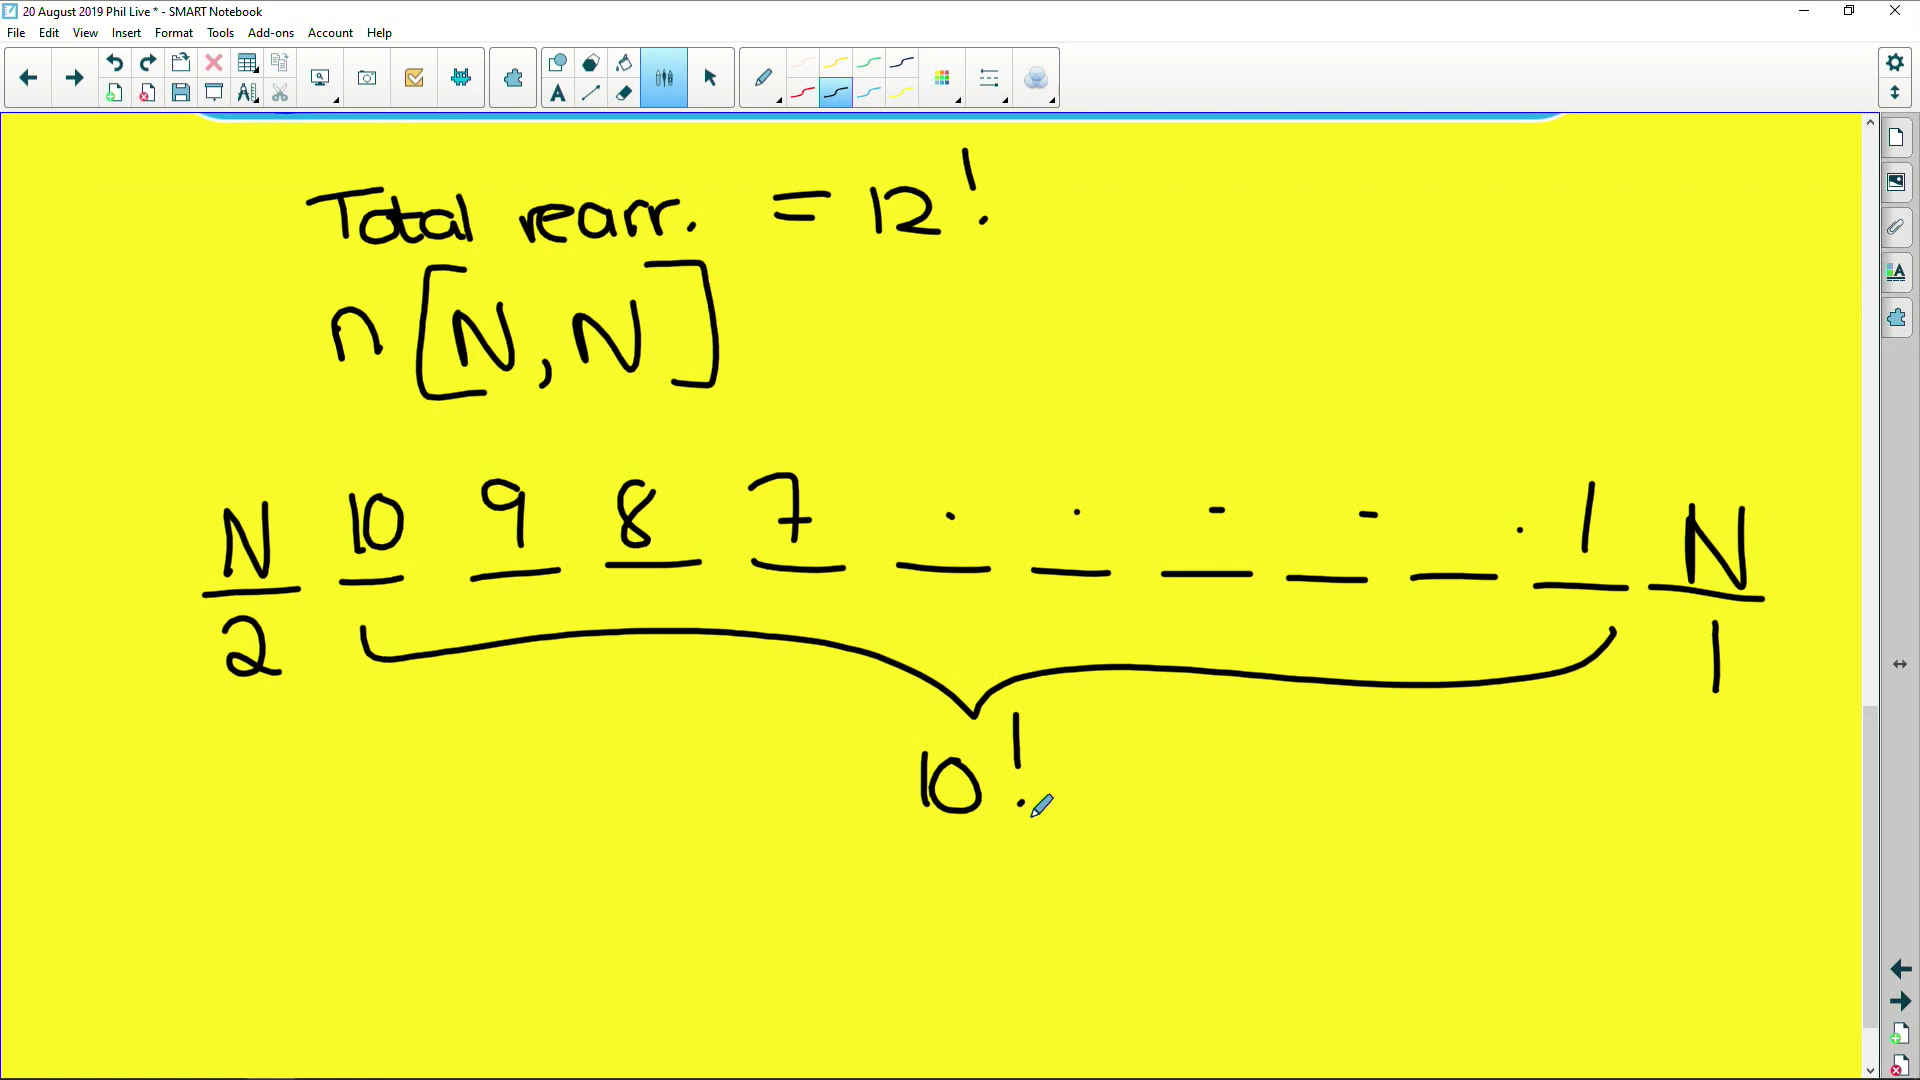 20 August 2019 Phil Live * - SMART Notebook
File Edit View Insert Format Tools Add-ons Account Help
Total rearr. = 12!
n[N,N]
N 10 9 8 7 . . - - . 1 N
2 1
10!